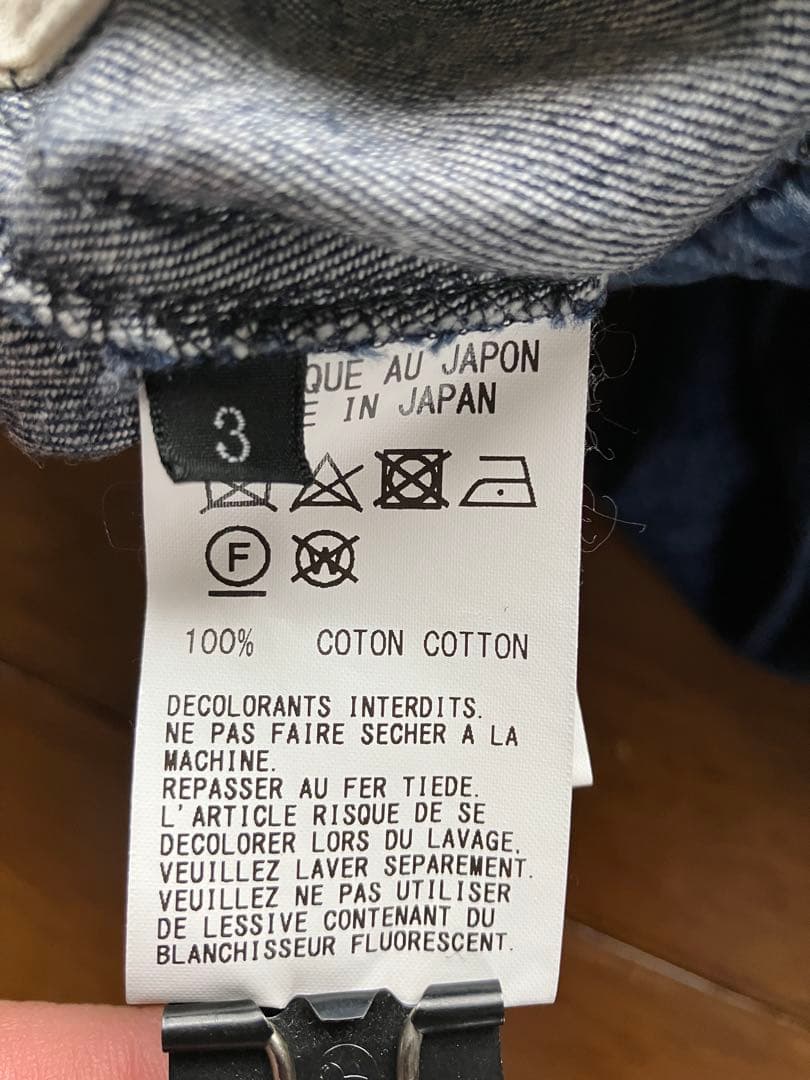 AU JAPON
IN JAPAN
3
F
W
100% COTON COTTON
DECOLORANTS INTERDITS.
NE PAS FAIRE SECHER A LA
MACHINE.
REPASSER AU FER TIEDE.
L'ARTICLE RISQUE DE SE
DECOLORER LORS DU LAVAGE,
VEUILLEZ LAVER SEPAREMENT.
VEUILLEZ NE PAS UTILISER
DE LESSIVE CONTENANT DU
BLANCHISSEUR FLUORESCENT.